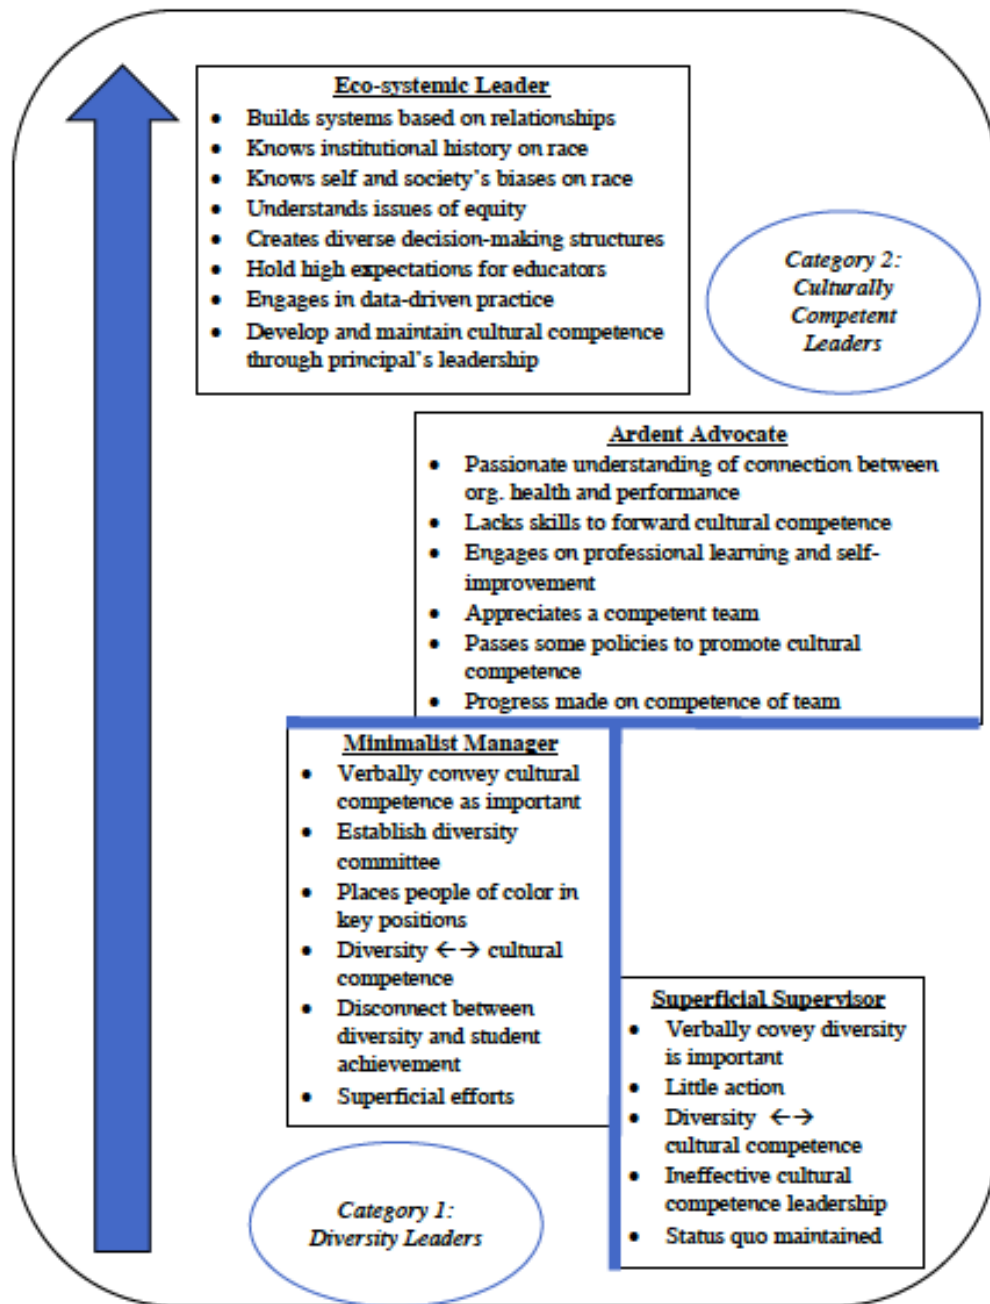 Eco-systemic Leader
• Builds systems based on relationships
• Knows institutional history on race
• Knows self and society's biases on race
• Understands issues of equity
• Creates diverse decision-making structures
• Hold high expectations for educators
• Engages in data-driven practice
• Develop and maintain cultural competence
through principal's leadership
Category 2:
Culturally
Competent
Leaders
Ardent Advocate
• Passionate understanding of connection between
org. health and performance
• Lacks skills to forward cultural competence
• Engages on professional learning and self-
improvement
• Appreciates a competent team
• Passes some policies to promote cultural
competence
• Progress made on competence of team
Minimalist Manager
• Verbally convey cultural
competence as important
• Establish diversity
committee
• Places people of color in
key positions
• Diversity ←→ cultural
competence
• Disconnect between
diversity and student
achievement
• Superficial efforts
Superficial Supervisor
• Verbally covey diversity
is important
• Little action
• Diversity ←→
cultural competence
• Ineffective cultural
competence leadership
• Status quo maintained
Category 1:
Diversity Leaders